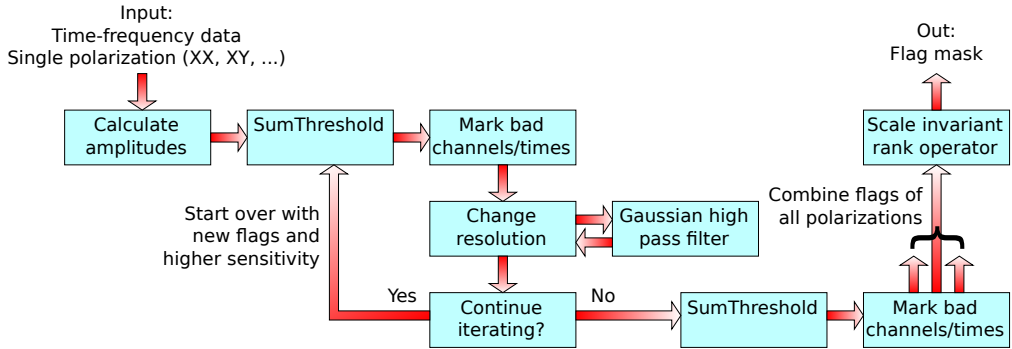 Input:
Time-frequency data
Single polarization (XX, XY, ...)
Out:
Flag mask
Calculate
amplitudes
SumThreshold
Mark bad
channels/times
Scale invariant
rank operator
Start over with
new flags and
higher sensitivity
Change
resolution
Gaussian high
pass filter
Combine flags of
all polarizations
Yes
Continue
iterating?
No
SumThreshold
Mark bad
channels/times